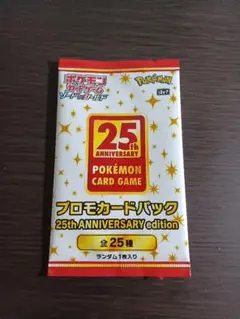 ポケモン
カードゲーム
ソード&シールド
Pokémon
25th
ANNIVERSARY
POKÉMON
CARD GAME
プロモカードパック
25th ANNIVERSARY edition
全25種
ランダム1枚入り